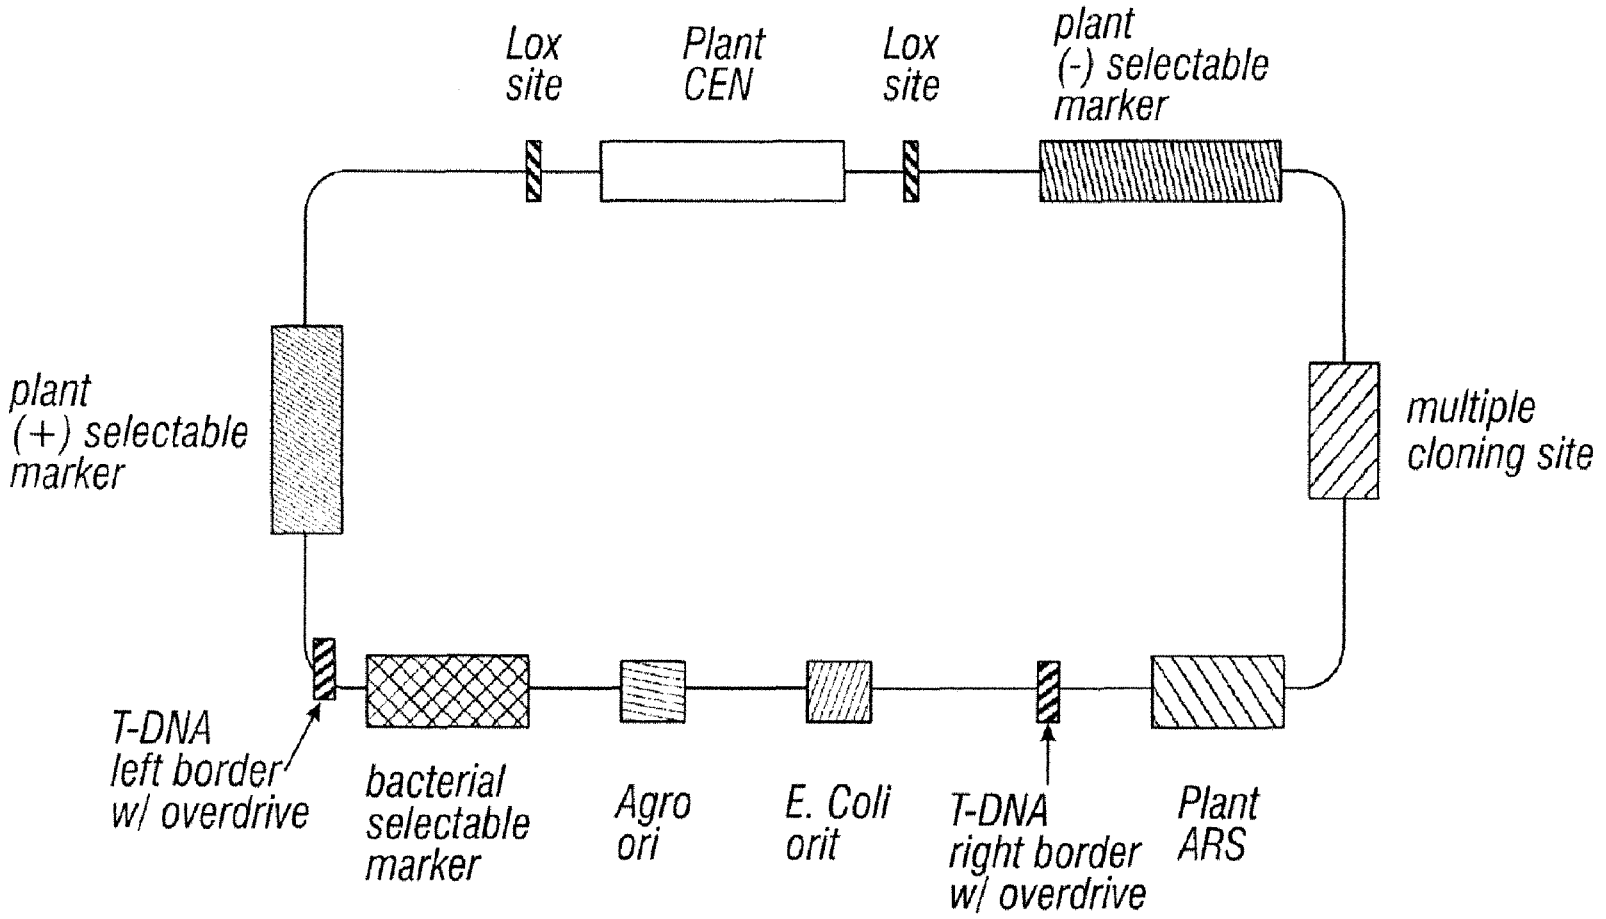 Lox
site
Plant
CEN
Lox
site
plant
(-) selectable
marker
plant
(+) selectable
marker
multiple
cloning site
T-DNA
left border
w/ overdrive
bacterial
selectable
marker
Agro
ori
E. Coli
orit
T-DNA
right border
w/ overdrive
Plant
ARS